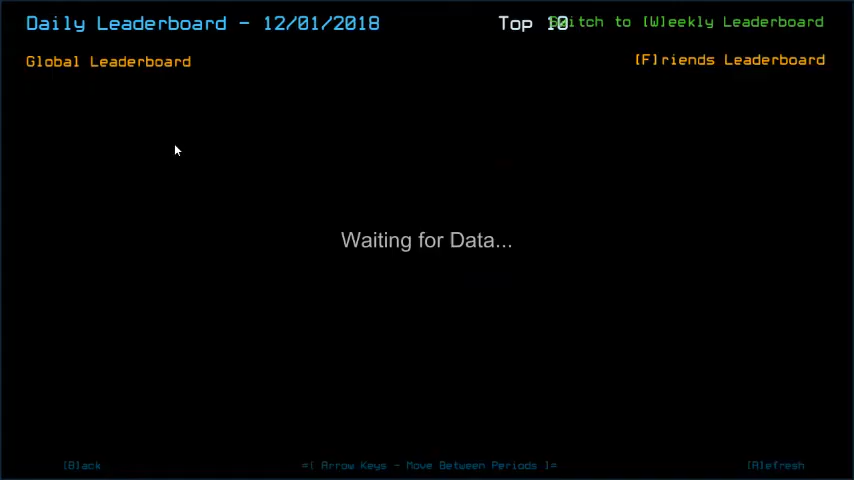 Daily Leaderboard - 12/01/2018
Top 10
Switch to [W]eekly Leaderboard
Global Leaderboard
[F]riends Leaderboard
Waiting for Data...
[B]ack
=[ Arrow Keys - Move Between Periods ]=
[R]efresh